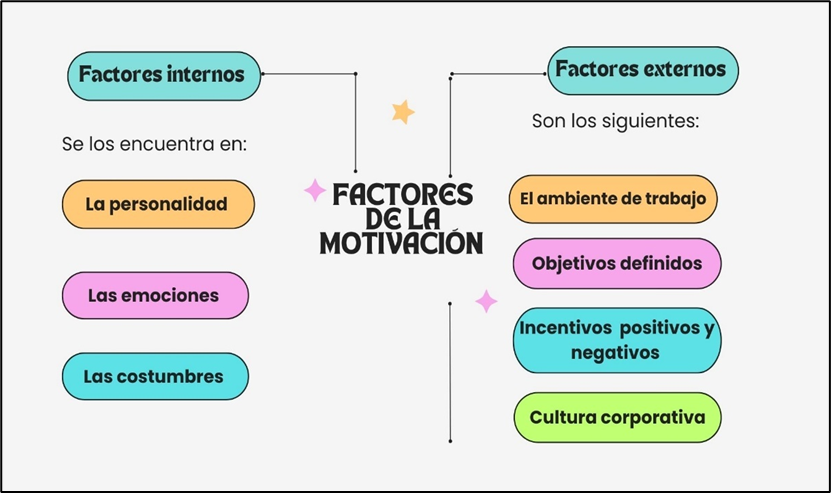 Factores internos
Se los encuentra en:
La personalidad
Las emociones
Las costumbres
FACTORES
DE LA
MOTIVACIÓN
Factores externos
Son los siguientes:
El ambiente de trabajo
Objetivos definidos
Incentivos positivos y
negativos
Cultura corporativa